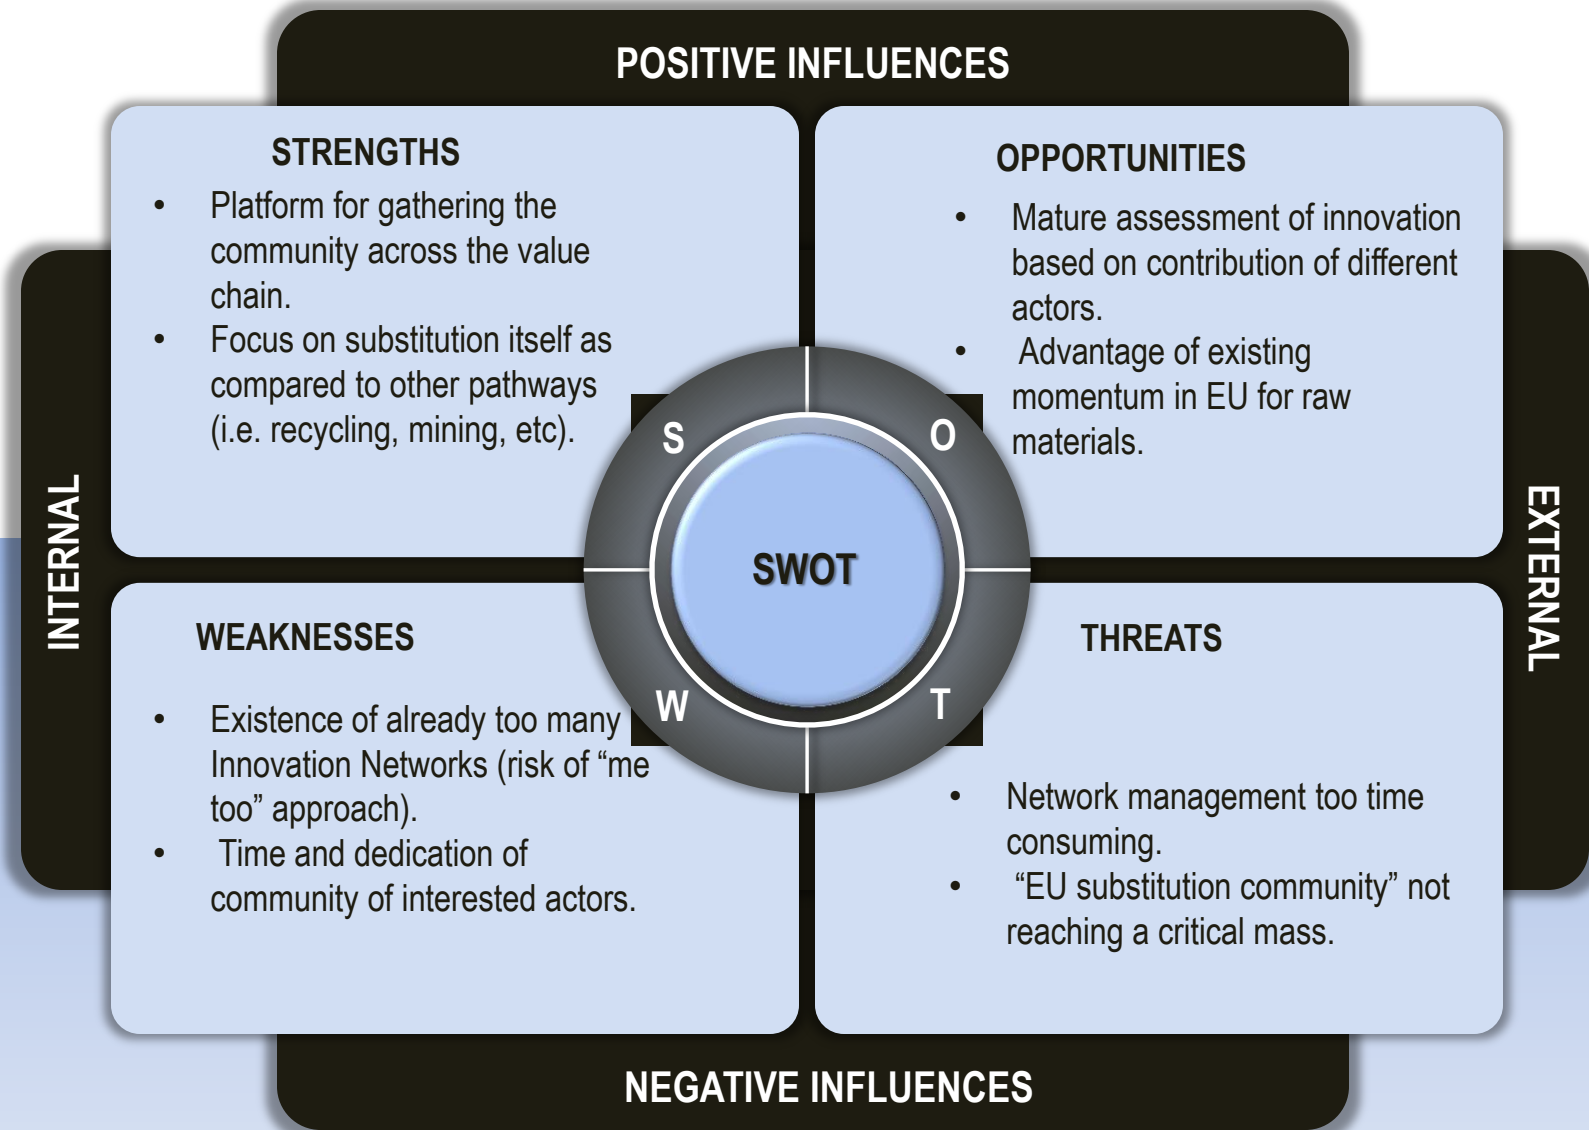 POSITIVE INFLUENCES
STRENGTHS
• Platform for gathering the
community across the value
chain.
• Focus on substitution itself as
compared to other pathways
(i.e. recycling, mining, etc).
OPPORTUNITIES
• Mature assessment of innovation
based on contribution of different
actors.
• Advantage of existing
momentum in EU for raw
materials.
INTERNAL
S
O
SWOT
W
T
EXTERNAL
WEAKNESSES
• Existence of already too many
Innovation Networks (risk of “me
too” approach).
• Time and dedication of
community of interested actors.
THREATS
• Network management too time
consuming.
• “EU substitution community” not
reaching a critical mass.
NEGATIVE INFLUENCES